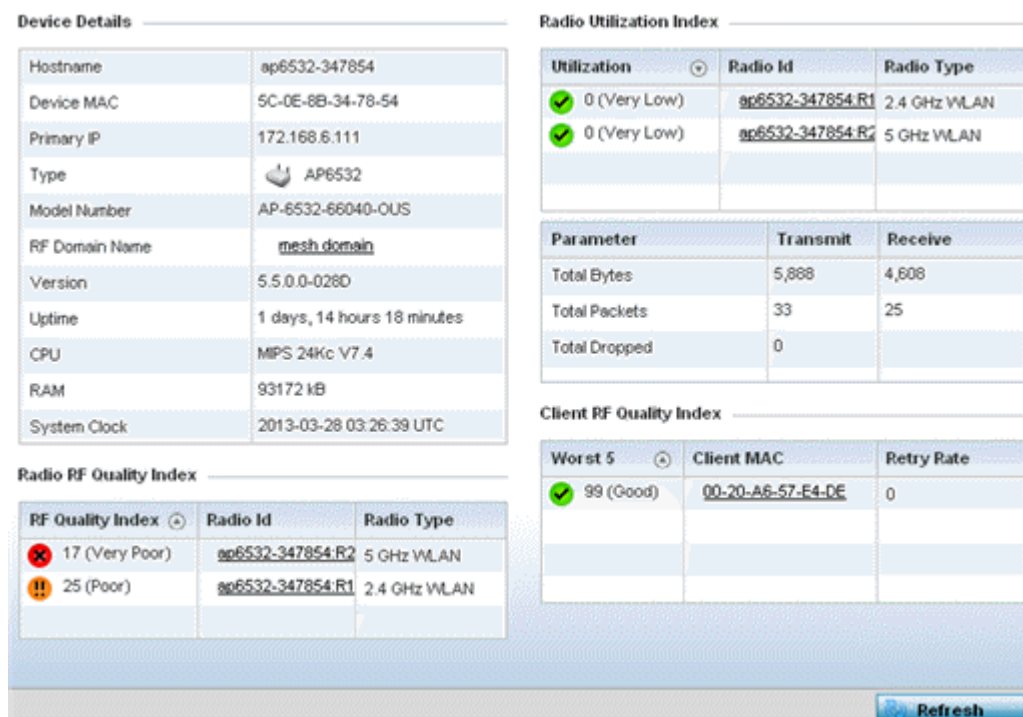 Device Details
Hostname ap6532-347854
Device MAC 5C-0E-8B-34-78-54
Primary IP 172.168.6.111
Type AP6532
Model Number AP-6532-66040-OUS
RF Domain Name mesh domain
Version 5.5.0.0-028D
Uptime 1 days, 14 hours 18 minutes
CPU MIPS 24Kc V7.4
RAM 93172 kB
System Clock 2013-03-28 03:26:39 UTC
Radio RF Quality Index
RF Quality Index Radio Id Radio Type
17 (Very Poor) ap6532-347854:R2 5 GHz WLAN
25 (Poor) ap6532-347854:R1 2.4 GHz WLAN
Radio Utilization Index
Utilization Radio Id Radio Type
0 (Very Low) ap6532-347854:R1 2.4 GHz WLAN
0 (Very Low) ap6532-347854:R2 5 GHz WLAN
Parameter Transmit Receive
Total Bytes 5,888 4,608
Total Packets 33 25
Total Dropped 0
Client RF Quality Index
Worst 5 Client MAC Retry Rate
99 (Good) 00-20-A6-57-E4-DE 0
Refresh